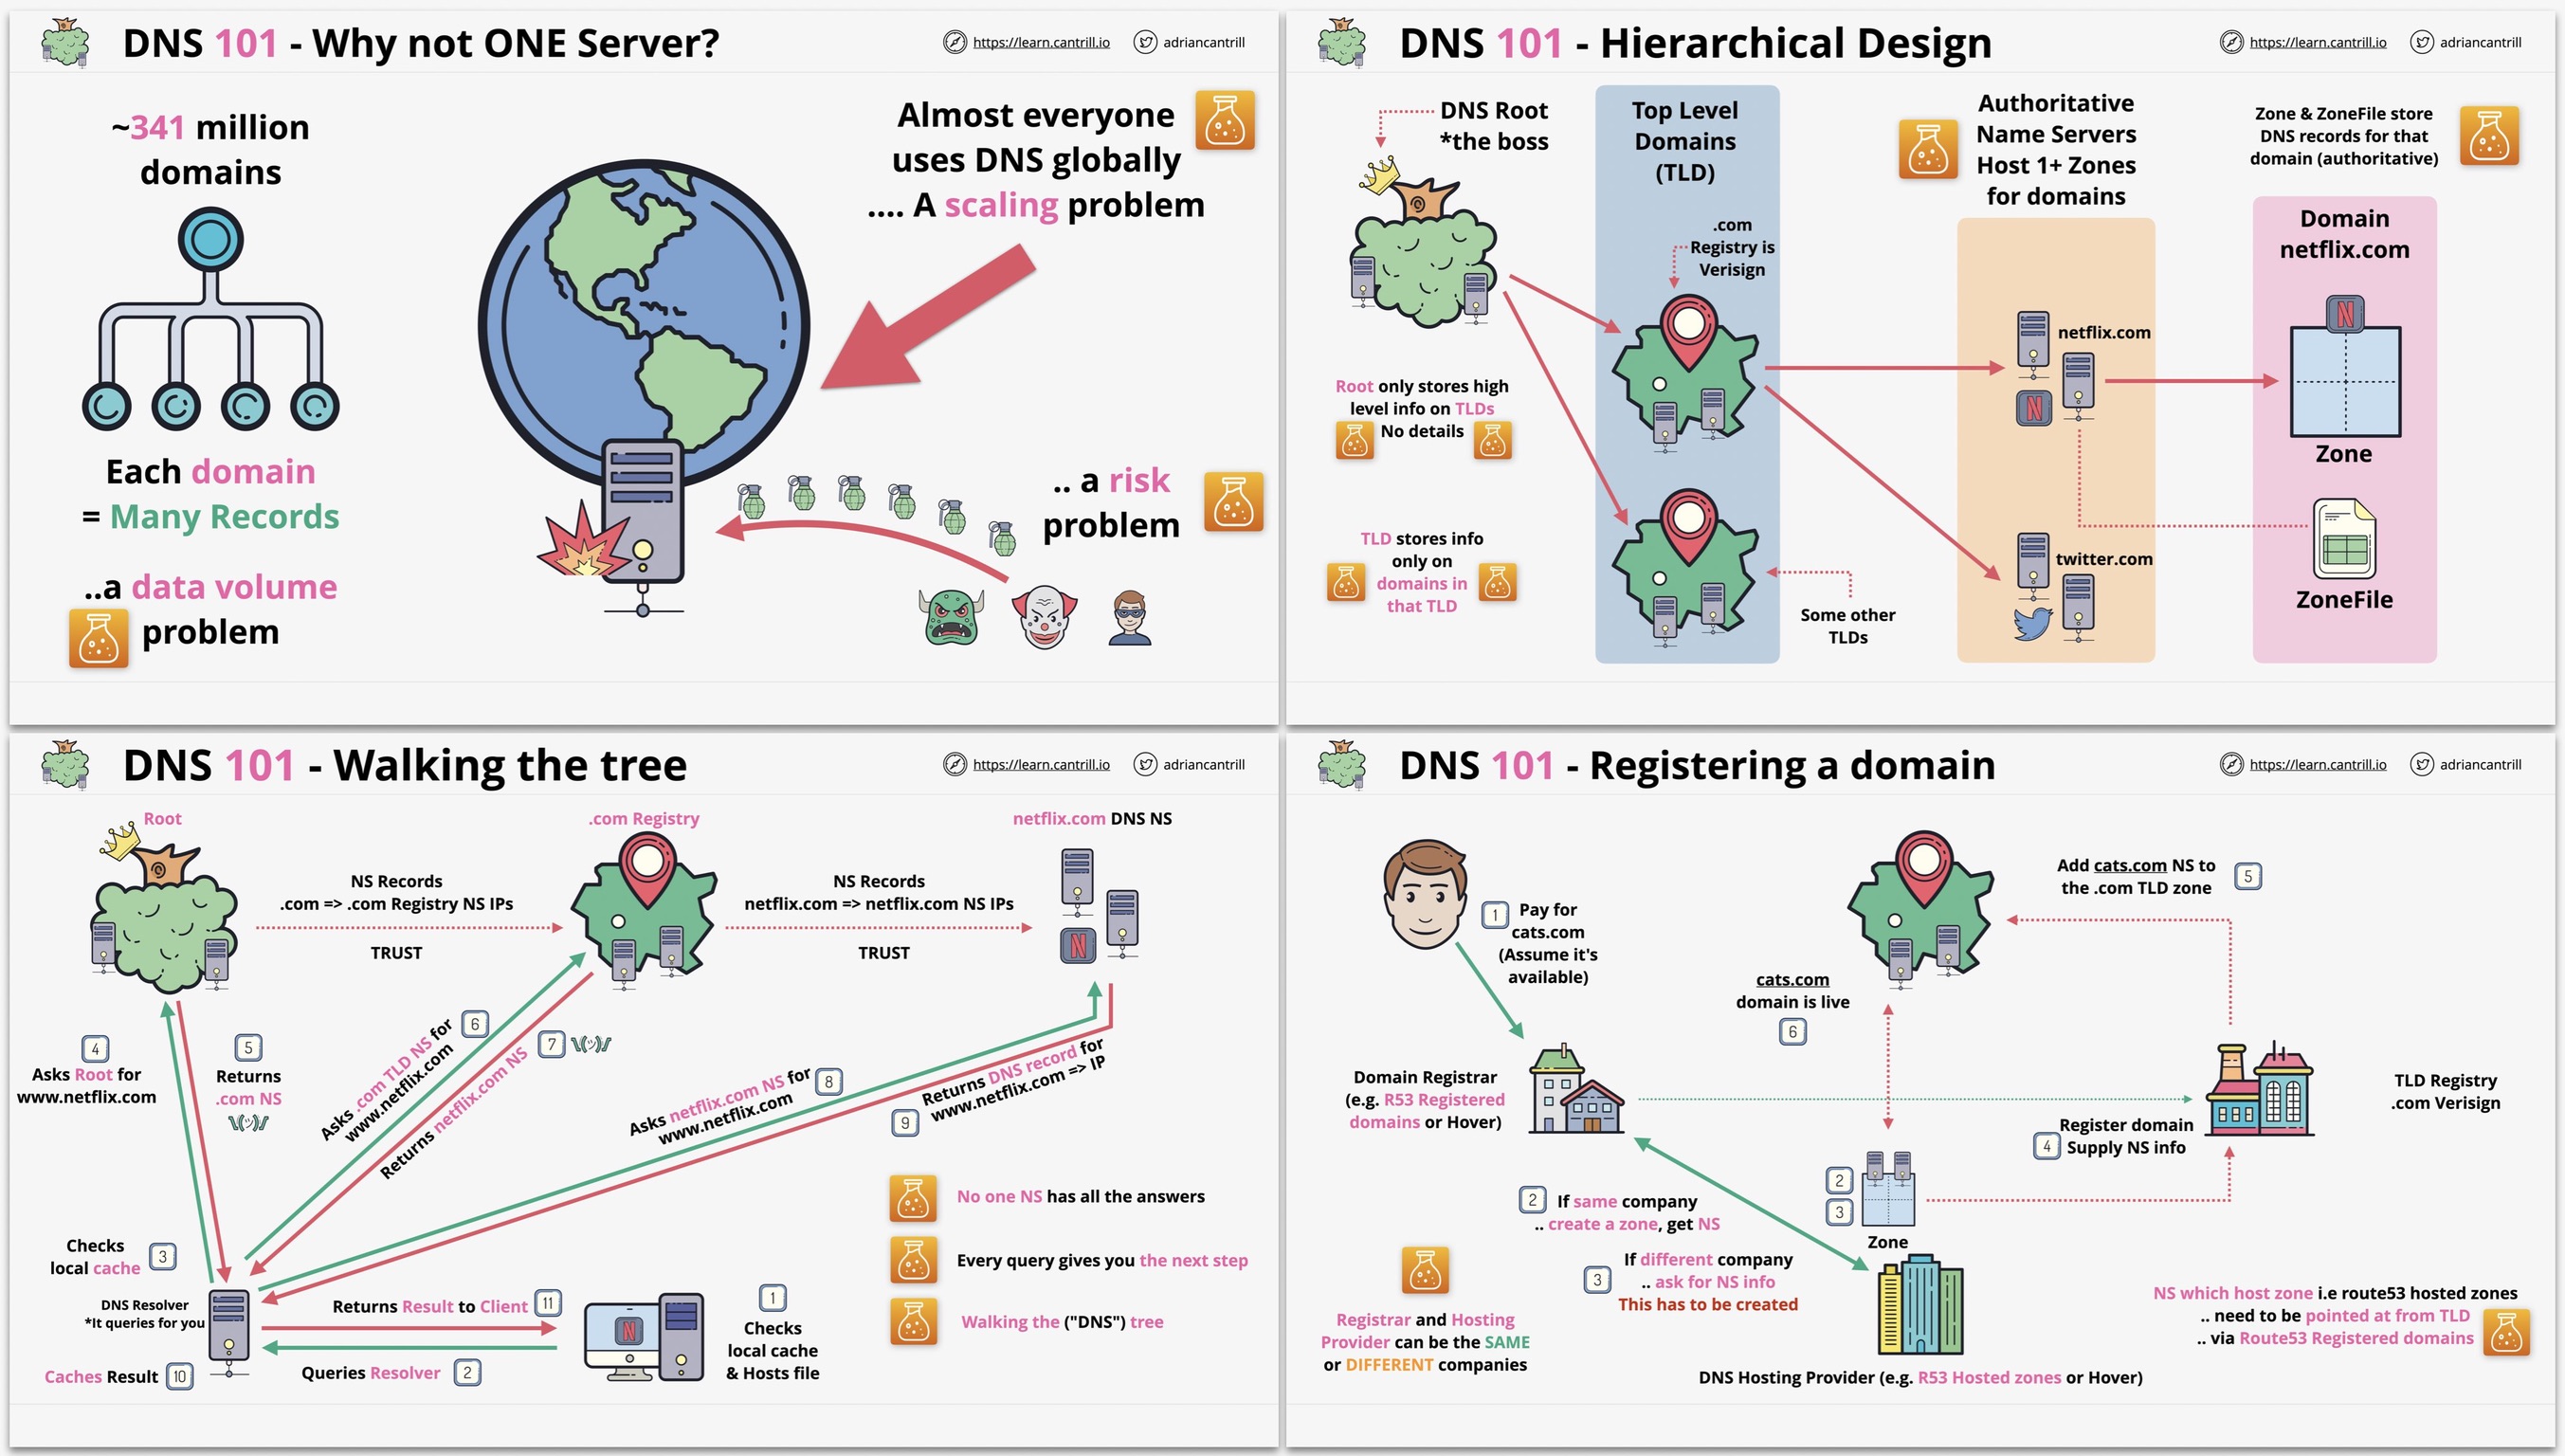 DNS 101 - Why not ONE Server?
https://learn.cantrill.io
adriancantrill
~341 million
domains
Each domain
= Many Records
..a data volume
problem
Almost everyone
uses DNS globally
.... A scaling problem
.. a risk
problem
DNS 101 - Hierarchical Design
https://learn.cantrill.io
adriancantrill
DNS Root
*the boss
Root only stores high
level info on TLDs
No details
TLD stores info
only on
domains in
that TLD
Top Level
Domains
(TLD)
.com
Registry is
Verisign
Some other
TLDs
Authoritative
Name Servers
Host 1+ Zones
for domains
netflix.com
N
twitter.com
Zone & ZoneFile store
DNS records for that
domain (authoritative)
Domain
netflix.com
N
Zone
ZoneFile
DNS 101 - Walking the tree
https://learn.cantrill.io
adriancantrill
Root
.com Registry
netflix.com DNS NS
NS Records
.com => .com Registry NS IPs
TRUST
NS Records
netflix.com => netflix.com NS IPs
TRUST
N
4
Asks Root for
www.netflix.com
5
Returns
.com NS
¯\(ツ)/¯
6
Asks .com TLD NS for
www.netflix.com
7 ¯\(ツ)/¯
Returns netflix.com NS
8
Asks netflix.com NS for
www.netflix.com
9
Returns DNS record for
www.netflix.com => IP
No one NS has all the answers
Every query gives you the next step
Walking the ("DNS") tree
Checks
local cache
3
DNS Resolver
*It queries for you
Caches Result 10
Returns Result to Client 11
Queries Resolver 2
N
1
Checks
local cache
& Hosts file
DNS 101 - Registering a domain
https://learn.cantrill.io
adriancantrill
1 Pay for
cats.com
(Assume it's
available)
Add cats.com NS to
the .com TLD zone
5
cats.com
domain is live
6
Domain Registrar
(e.g. R53 Registered
domains or Hover)
TLD Registry
.com Verisign
4
Register domain
Supply NS info
2 If same company
.. create a zone, get NS
2
3
Zone
3
If different company
.. ask for NS info
This has to be created
Registrar and Hosting
Provider can be the SAME
or DIFFERENT companies
NS which host zone i.e route53 hosted zones
.. need to be pointed at from TLD
.. via Route53 Registered domains
DNS Hosting Provider (e.g. R53 Hosted zones or Hover)